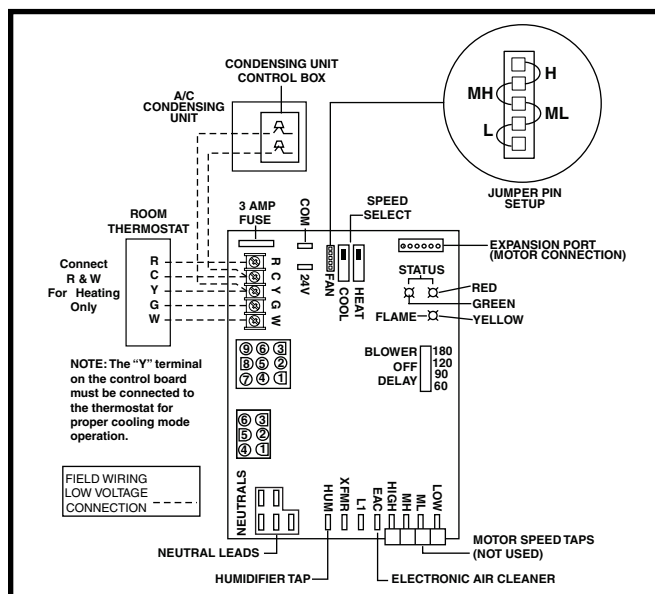 CONDENSING UNIT
CONTROL BOX
A/C
CONDENSING
UNIT
H
MH
ML
L
JUMPER PIN
SETUP
ROOM
THERMOSTAT
3 AMP
FUSE
COM
24V
SPEED
SELECT
FAN
COOL
HEAT
EXPANSION PORT
(MOTOR CONNECTION)
STATUS
RED
GREEN
FLAME
YELLOW
Connect
R & W
For Heating
Only
R
C
Y
G
W
R
C
Y
G
W
BLOWER
OFF
DELAY
180
120
90
60
NOTE: The “Y” terminal
on the control board
must be connected to
the thermostat for
proper cooling mode
operation.
9 6 3
8 5 2
7 4 1
6 3
5 2
4 1
FIELD WIRING
LOW VOLTAGE
CONNECTION
NEUTRALS
HUM
XFMR
L1
EAC
HIGH
MH
ML
LOW
NEUTRAL LEADS
MOTOR SPEED TAPS
(NOT USED)
HUMIDIFIER TAP
ELECTRONIC AIR CLEANER